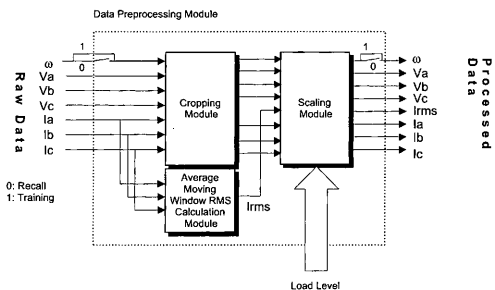 Data Preprocessing Module
1
0
ω
Va
Vb
Vc
Ia
Ib
Ic
Raw Data
0: Recall
1: Training
Cropping
Module
Average
Moving
Window RMS
Calculation
Module
Irms
Scaling
Module
Load Level
1
0
ω
Va
Vb
Vc
Irms
Ia
Ib
Ic
Processed
Data